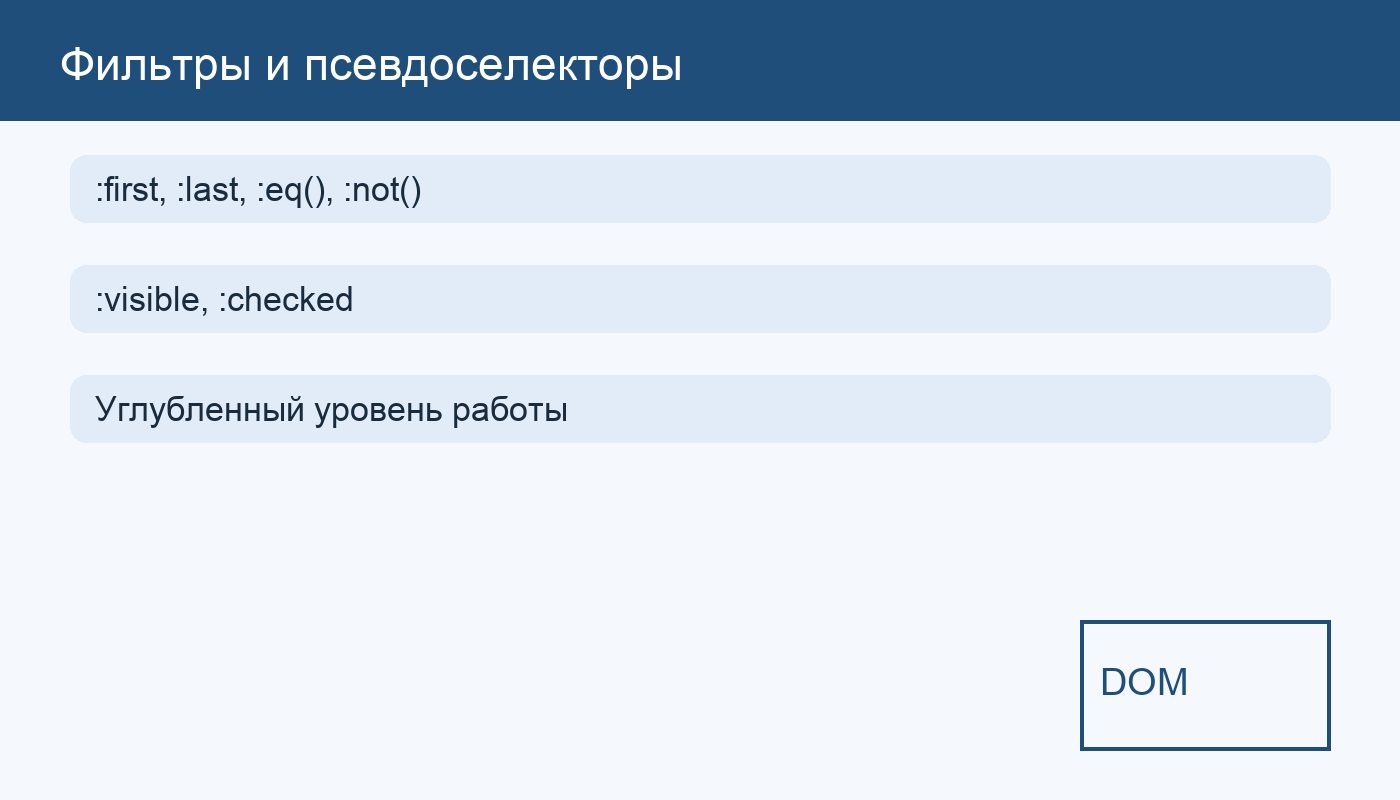 Фильтры и псевдоселекторы
:first, :last, :eq(), :not()
:visible, :checked
Углубленный уровень работы
DOM